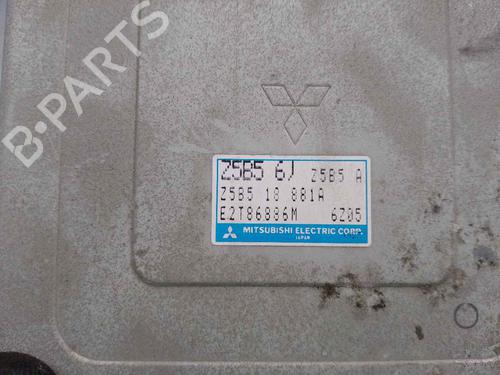 B-PARTS
Z5B5 6J Z5B5 A
Z5B5 18 881A
E2T86886M 6Z05
MITSUBISHI ELECTRIC CORP.
JAPAN